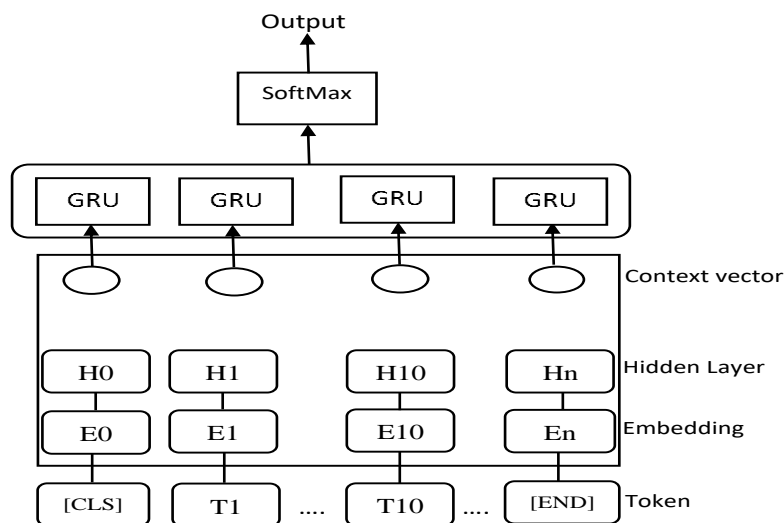 Output
SoftMax
GRU GRU GRU GRU
Context vector
H0 H1 H10 Hn Hidden Layer
E0 E1 E10 En Embedding
[CLS] T1 .... T10 .... [END] Token